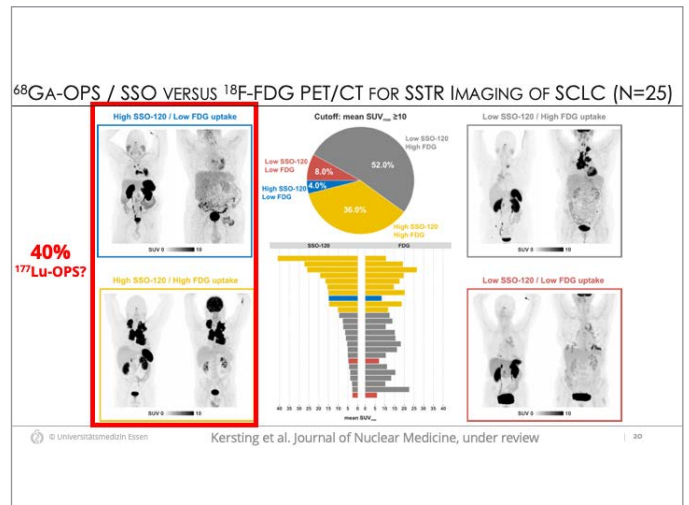 ⁶⁸GA-OPS / SSO VERSUS ¹⁸F-FDG PET/CT FOR SSTR IMAGING OF SCLC (N=25)
High SSO-120 / Low FDG uptake
SUV 0 10
40%
¹⁷⁷Lu-OPS?
High SSO-120 / High FDG uptake
SUV 0 10
Cutoff: mean SUVmax ≥10
Low SSO-120
High FDG
52.0%
Low SSO-120
Low FDG
8.0%
High SSO-120
Low FDG
4.0%
36.0%
High SSO-120
High FDG
SSO-120 FDG
40 35 30 25 20 15 10 5 0 0 5 10 15 20 25 30 35 40
mean SUVmax
Low SSO-120 / High FDG uptake
SUV 0 10
Low SSO-120 / Low FDG uptake
SUV 0 10
© Universitätsmedizin Essen
Kersting et al. Journal of Nuclear Medicine, under review
20